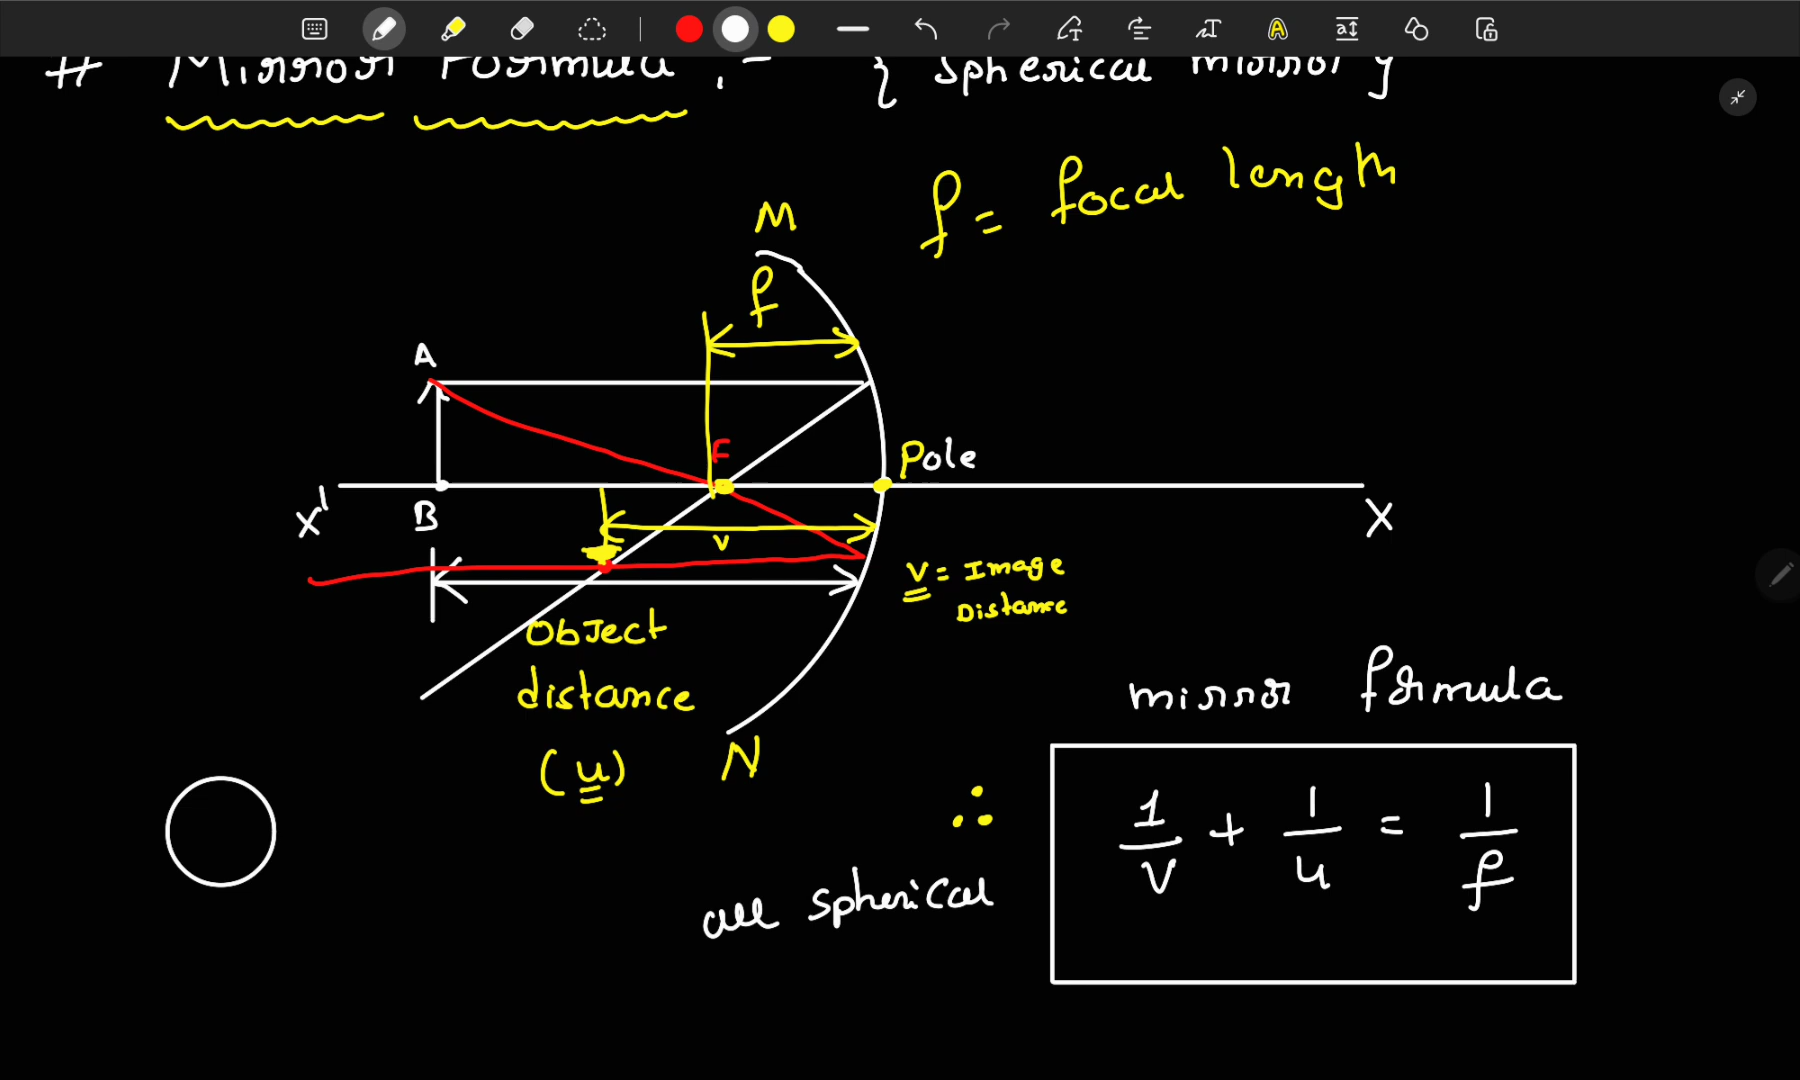 # Mirror Formula :- { spherical mirror }
f = focal length
M
f
A
F
Pole
X'
B
X
v
v = Image
Distance
Object
distance
(u)
N
mirror formula
∴
all spherical
1/v + 1/u = 1/f